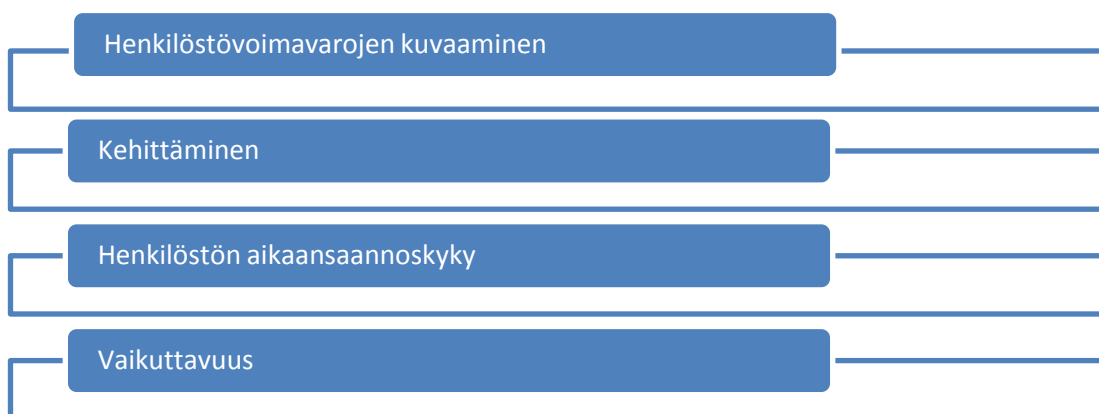 Henkilöstövoimavarojen kuvaaminen
Kehittäminen
Henkilöstön aikaansaannoskyky
Vaikuttavuus